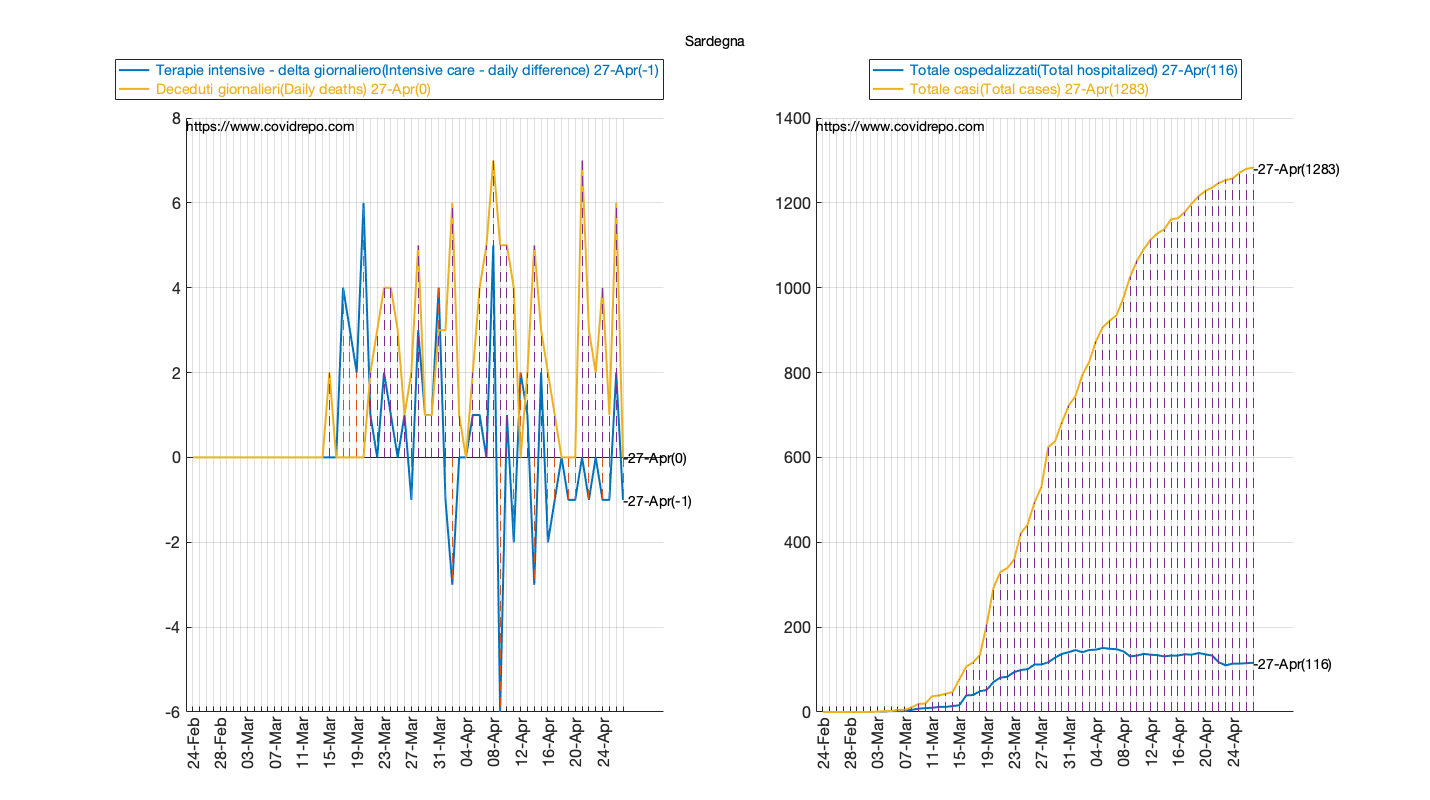 Sardegna
Terapie intensive - delta giornaliero(Intensive care - daily difference) 27-Apr(-1)
Deceduti giornalieri(Daily deaths) 27-Apr(0)
https://www.covidrepo.com
8
6
4
2
0
-2
-4
-6
-27-Apr(0)
-27-Apr(-1)
24-Feb
28-Feb
03-Mar
07-Mar
11-Mar
15-Mar
19-Mar
23-Mar
27-Mar
31-Mar
04-Apr
08-Apr
12-Apr
16-Apr
20-Apr
24-Apr
Totale ospedalizzati(Total hospitalized) 27-Apr(116)
Totale casi(Total cases) 27-Apr(1283)
https://www.covidrepo.com
1400
1200
1000
800
600
400
200
0
-27-Apr(1283)
-27-Apr(116)
24-Feb
28-Feb
03-Mar
07-Mar
11-Mar
15-Mar
19-Mar
23-Mar
27-Mar
31-Mar
04-Apr
08-Apr
12-Apr
16-Apr
20-Apr
24-Apr